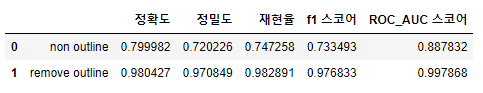 정확도 정밀도 재현율 f1 스코어 ROC_AUC 스코어
0 non outline 0.799982 0.720226 0.747258 0.733493 0.887832
1 remove outline 0.980427 0.970849 0.982891 0.976833 0.997868